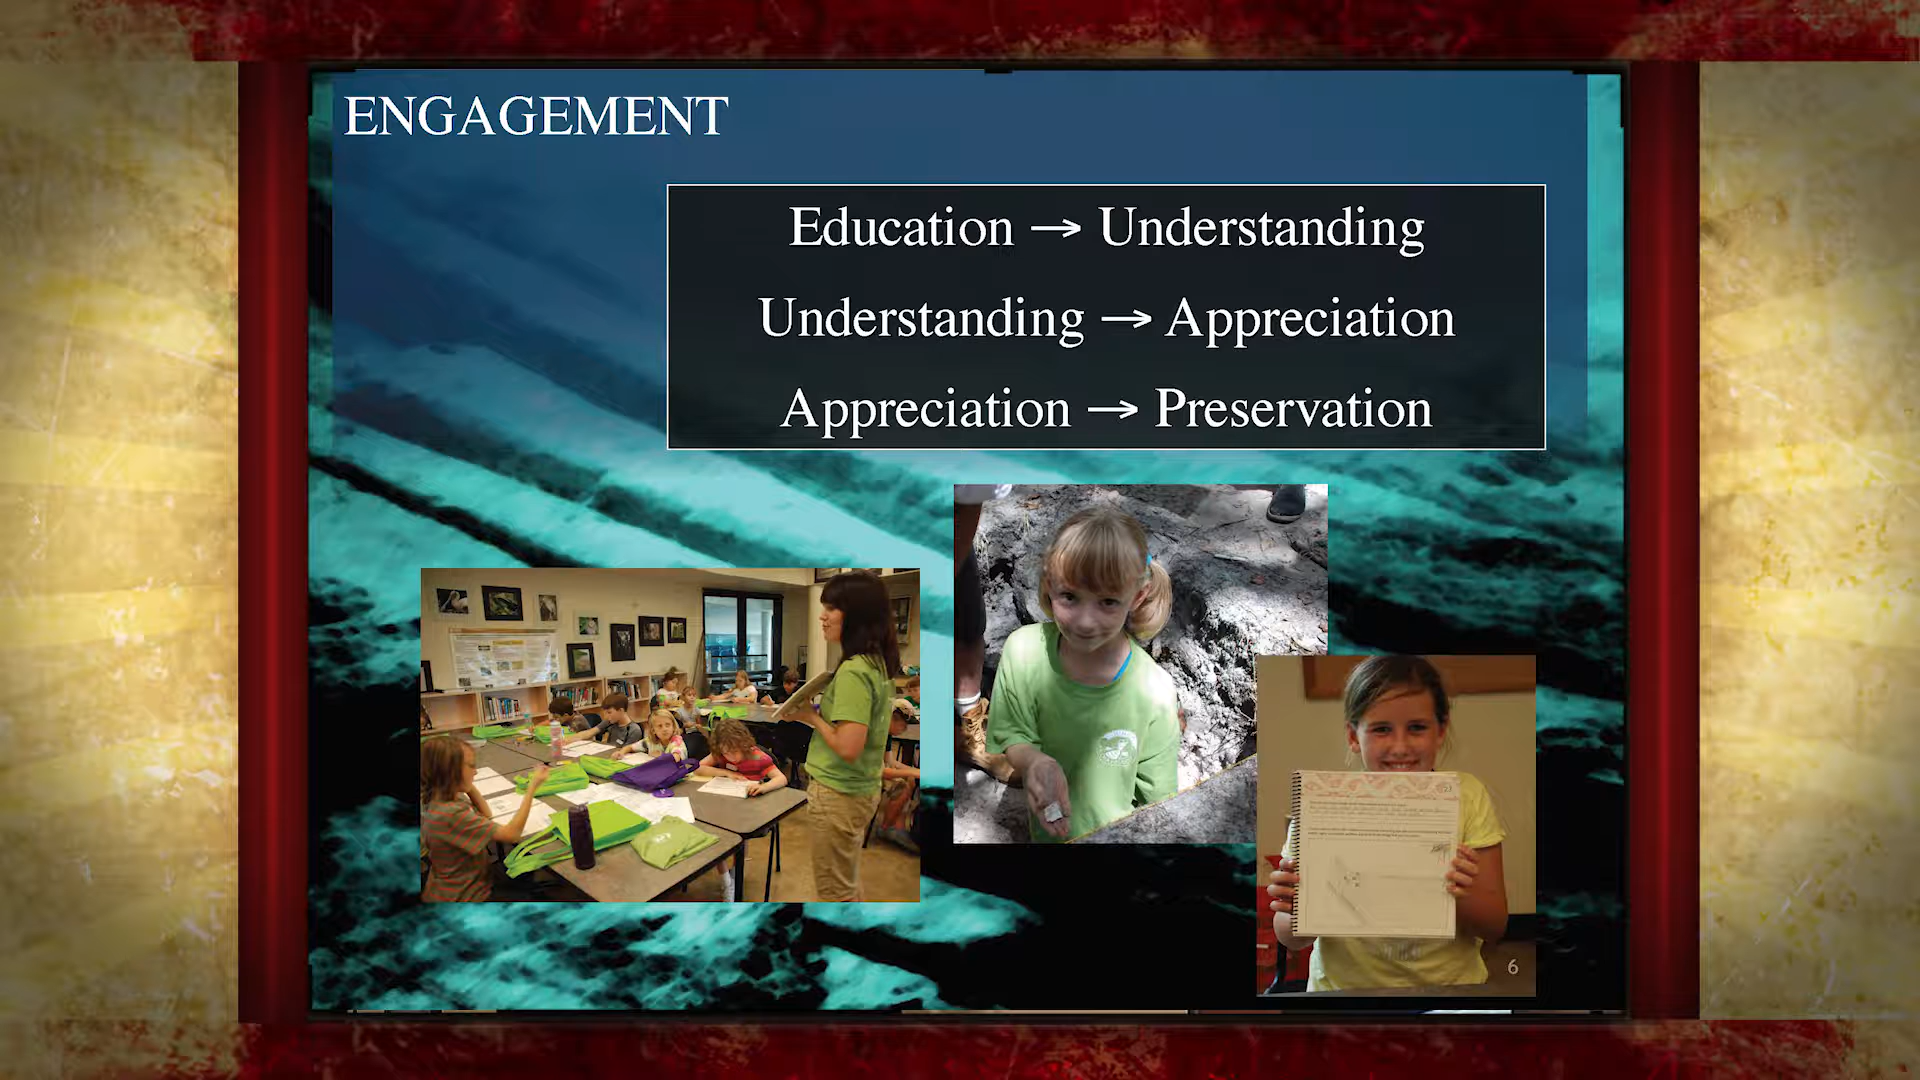 ENGAGEMENT
Education → Understanding
Understanding → Appreciation
Appreciation → Preservation
6